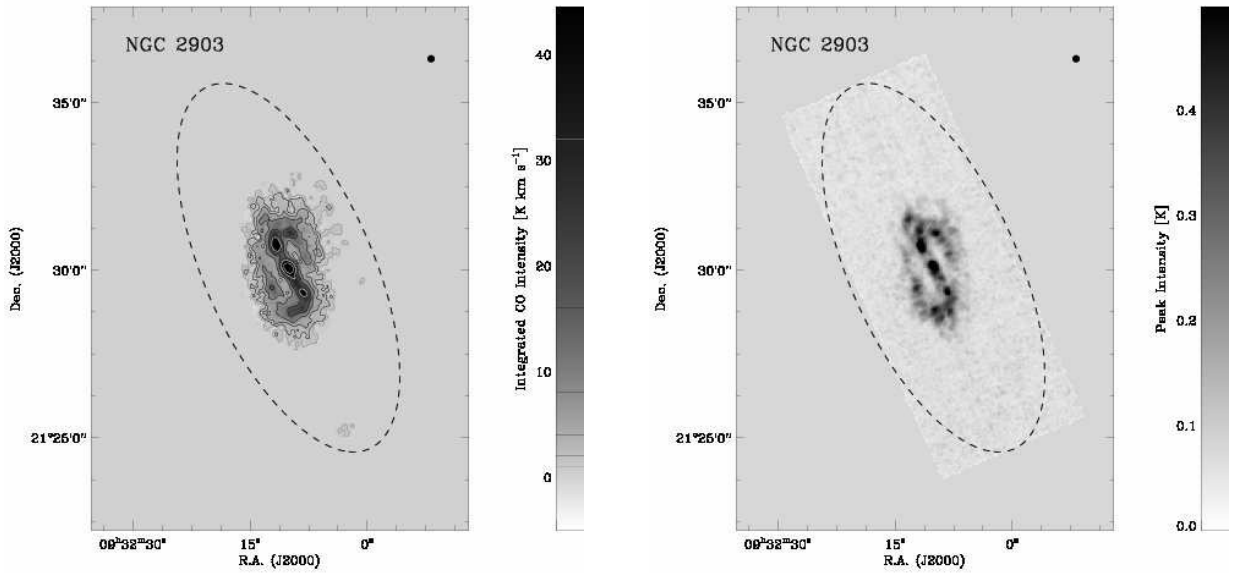 NGC 2903
35'0"
30'0"
21°25'0"
Dec. (J2000)
09ʰ32ᵐ30ˢ
15ˢ
0ˢ
R.A. (J2000)
40
30
20
10
0
Integrated CO Intensity [K km s⁻¹]
NGC 2903
35'0"
30'0"
21°25'0"
Dec. (J2000)
09ʰ32ᵐ30ˢ
15ˢ
0ˢ
R.A. (J2000)
0.4
0.3
0.2
0.1
0.0
Peak Intensity [K]